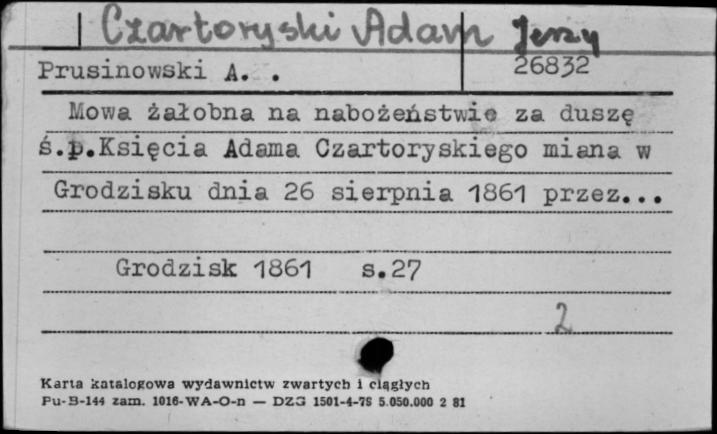 Czartoryski Adam Jerzy
Prusinowski A. . 26832
Mowa żałobna na nabożeństwie za duszę
ś.p.Księcia Adama Czartoryskiego miana w
Grodzisku dnia 26 sierpnia 1861 przez...
Grodzisk 1861 s.27
2
Karta katalogowa wydawnictw zwartych i ciągłych
Pu-B-144 zam. 1016-WA-O-n — DZG 1501-4-78 5.050.000 2 81